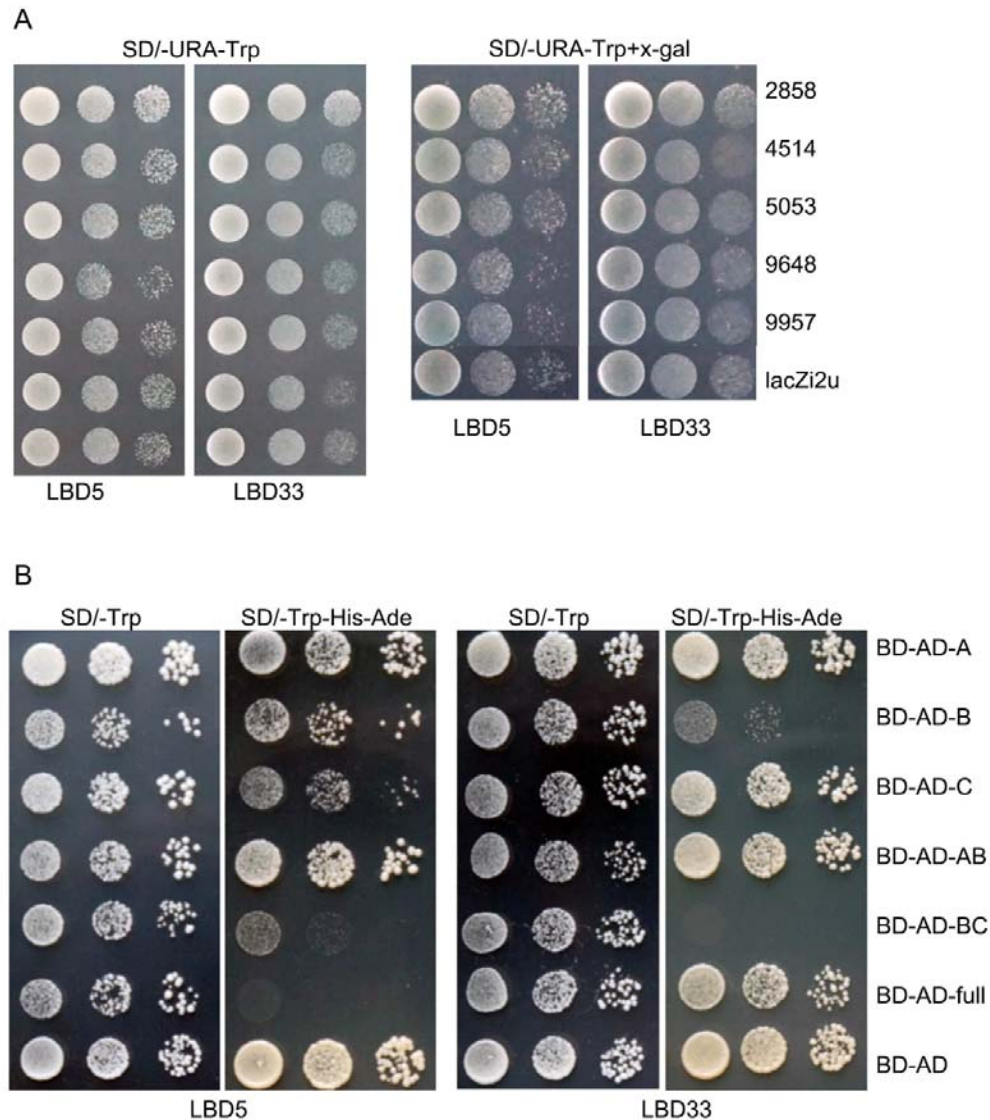 A
SD/-URA-Trp
SD/-URA-Trp+x-gal
2858
4514
5053
9648
9957
lacZi2u
LBD5
LBD33
LBD5
LBD33
B
SD/-Trp
SD/-Trp-His-Ade
SD/-Trp
SD/-Trp-His-Ade
BD-AD-A
BD-AD-B
BD-AD-C
BD-AD-AB
BD-AD-BC
BD-AD-full
BD-AD
LBD5
LBD33